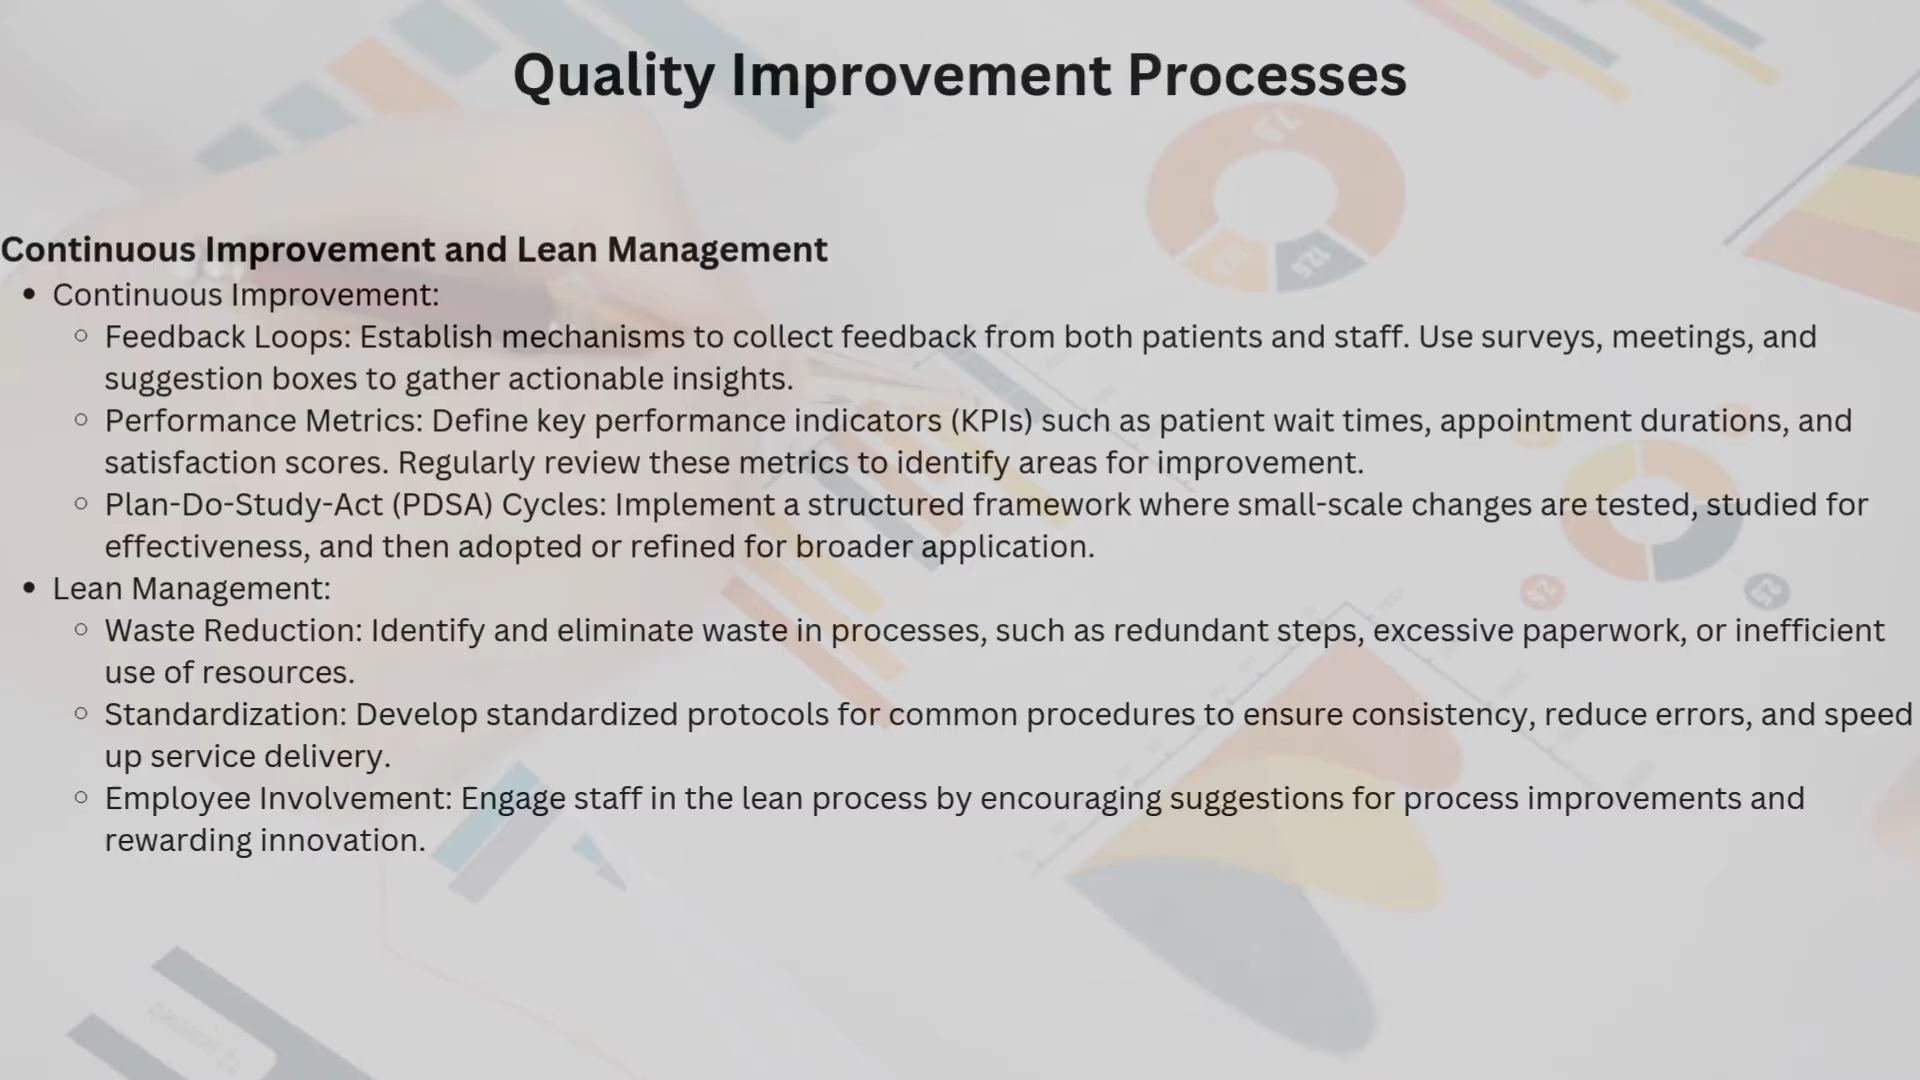 Quality Improvement Processes
Continuous Improvement and Lean Management
• Continuous Improvement:
○ Feedback Loops: Establish mechanisms to collect feedback from both patients and staff. Use surveys, meetings, and
suggestion boxes to gather actionable insights.
○ Performance Metrics: Define key performance indicators (KPIs) such as patient wait times, appointment durations, and
satisfaction scores. Regularly review these metrics to identify areas for improvement.
○ Plan-Do-Study-Act (PDSA) Cycles: Implement a structured framework where small-scale changes are tested, studied for
effectiveness, and then adopted or refined for broader application.
• Lean Management:
○ Waste Reduction: Identify and eliminate waste in processes, such as redundant steps, excessive paperwork, or inefficient
use of resources.
○ Standardization: Develop standardized protocols for common procedures to ensure consistency, reduce errors, and speed
up service delivery.
○ Employee Involvement: Engage staff in the lean process by encouraging suggestions for process improvements and
rewarding innovation.